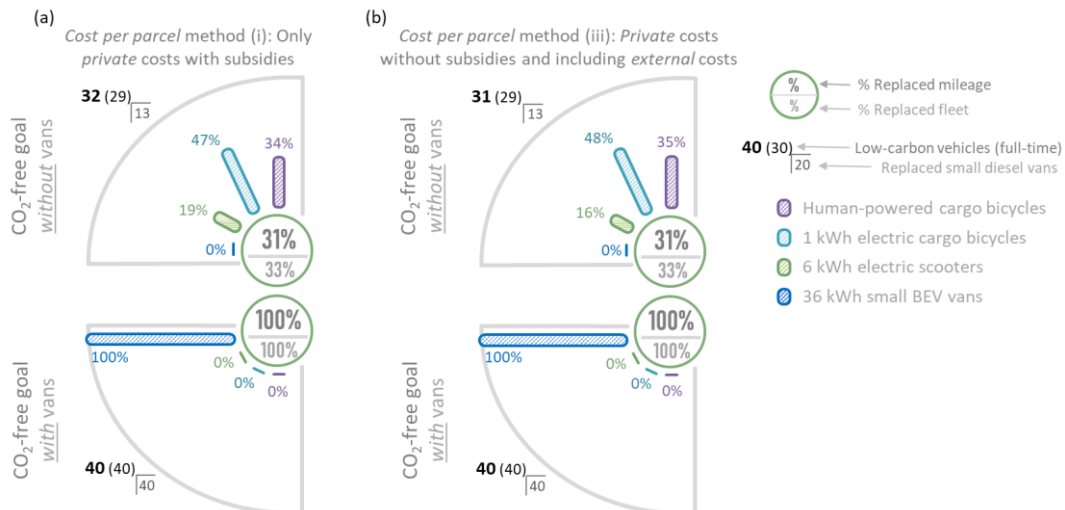 (a)
Cost per parcel method (i): Only
private costs with subsidies
32 (29)
13
CO2-free goal
without vans
47%
34%
19%
0%
31%
33%
100%
100%
100%
0%
0%
0%
CO2-free goal
with vans
40 (40)
40
(b)
Cost per parcel method (iii): Private costs
without subsidies and including external costs
31 (29)
13
CO2-free goal
without vans
48%
35%
16%
0%
31%
33%
100%
100%
100%
0%
0%
0%
CO2-free goal
with vans
40 (40)
40
%
%
% Replaced mileage
% Replaced fleet
40 (30)
20
Low-carbon vehicles (full-time)
Replaced small diesel vans
Human-powered cargo bicycles
1 kWh electric cargo bicycles
6 kWh electric scooters
36 kWh small BEV vans